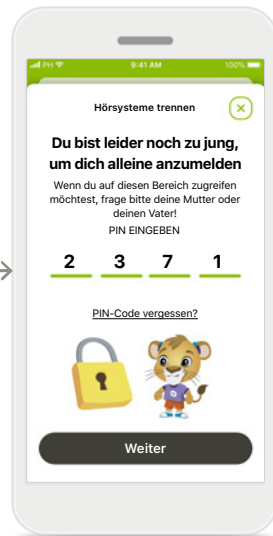 PH 9:41 AM 100%
Hörsysteme trennen
Du bist leider noch zu jung,
um dich alleine anzumelden
Wenn du auf diesen Bereich zugreifen
möchtest, frage bitte deine Mutter oder
deinen Vater!
PIN EINGEBEN
2 3 7 1
PIN-Code vergessen?
Weiter